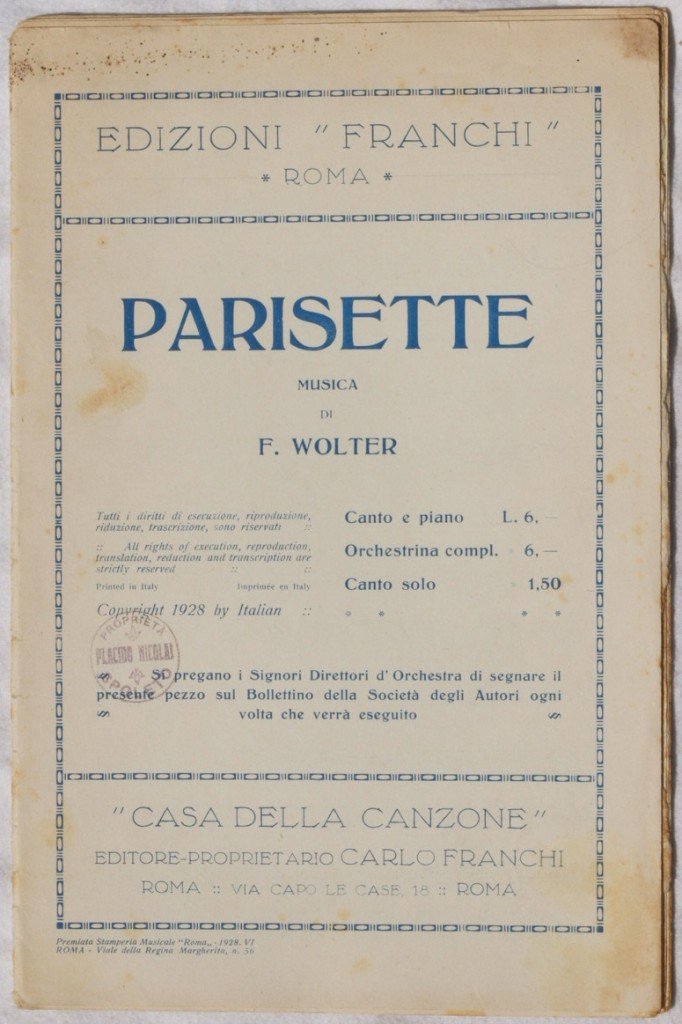 EDIZIONI "FRANCHI"
* ROMA *
PARISETTE
MUSICA
DI
F. WOLTER
Tutti i diritti di esecuzione, riproduzione,
riduzione, trascrizione, sono riservati ::
:: All rights of execution, reproduction,
translation, reduction and transcription are
strictly reserved :: ::
Printed in Italy Imprimée en Italy
Copyright 1928 by Italian ::
Canto e piano L. 6,—
Orchestrina compl. » 6,—
Canto solo » 1,50
» » » »
PROPRIETÀ
PLACIDO NICOLAI
SPOLETO
§ Si pregano i Signori Direttori d'Orchestra di segnare il
presente pezzo sul Bollettino della Società degli Autori ogni
§ volta che verrà eseguito §
"CASA DELLA CANZONE"
EDITORE-PROPRIETARIO CARLO FRANCHI
ROMA :: VIA CAPO LE CASE, 18 :: ROMA
Premiata Stamperia Musicale "Roma„ - 1928. VI
ROMA - Viale della Regina Margherita, n. 56